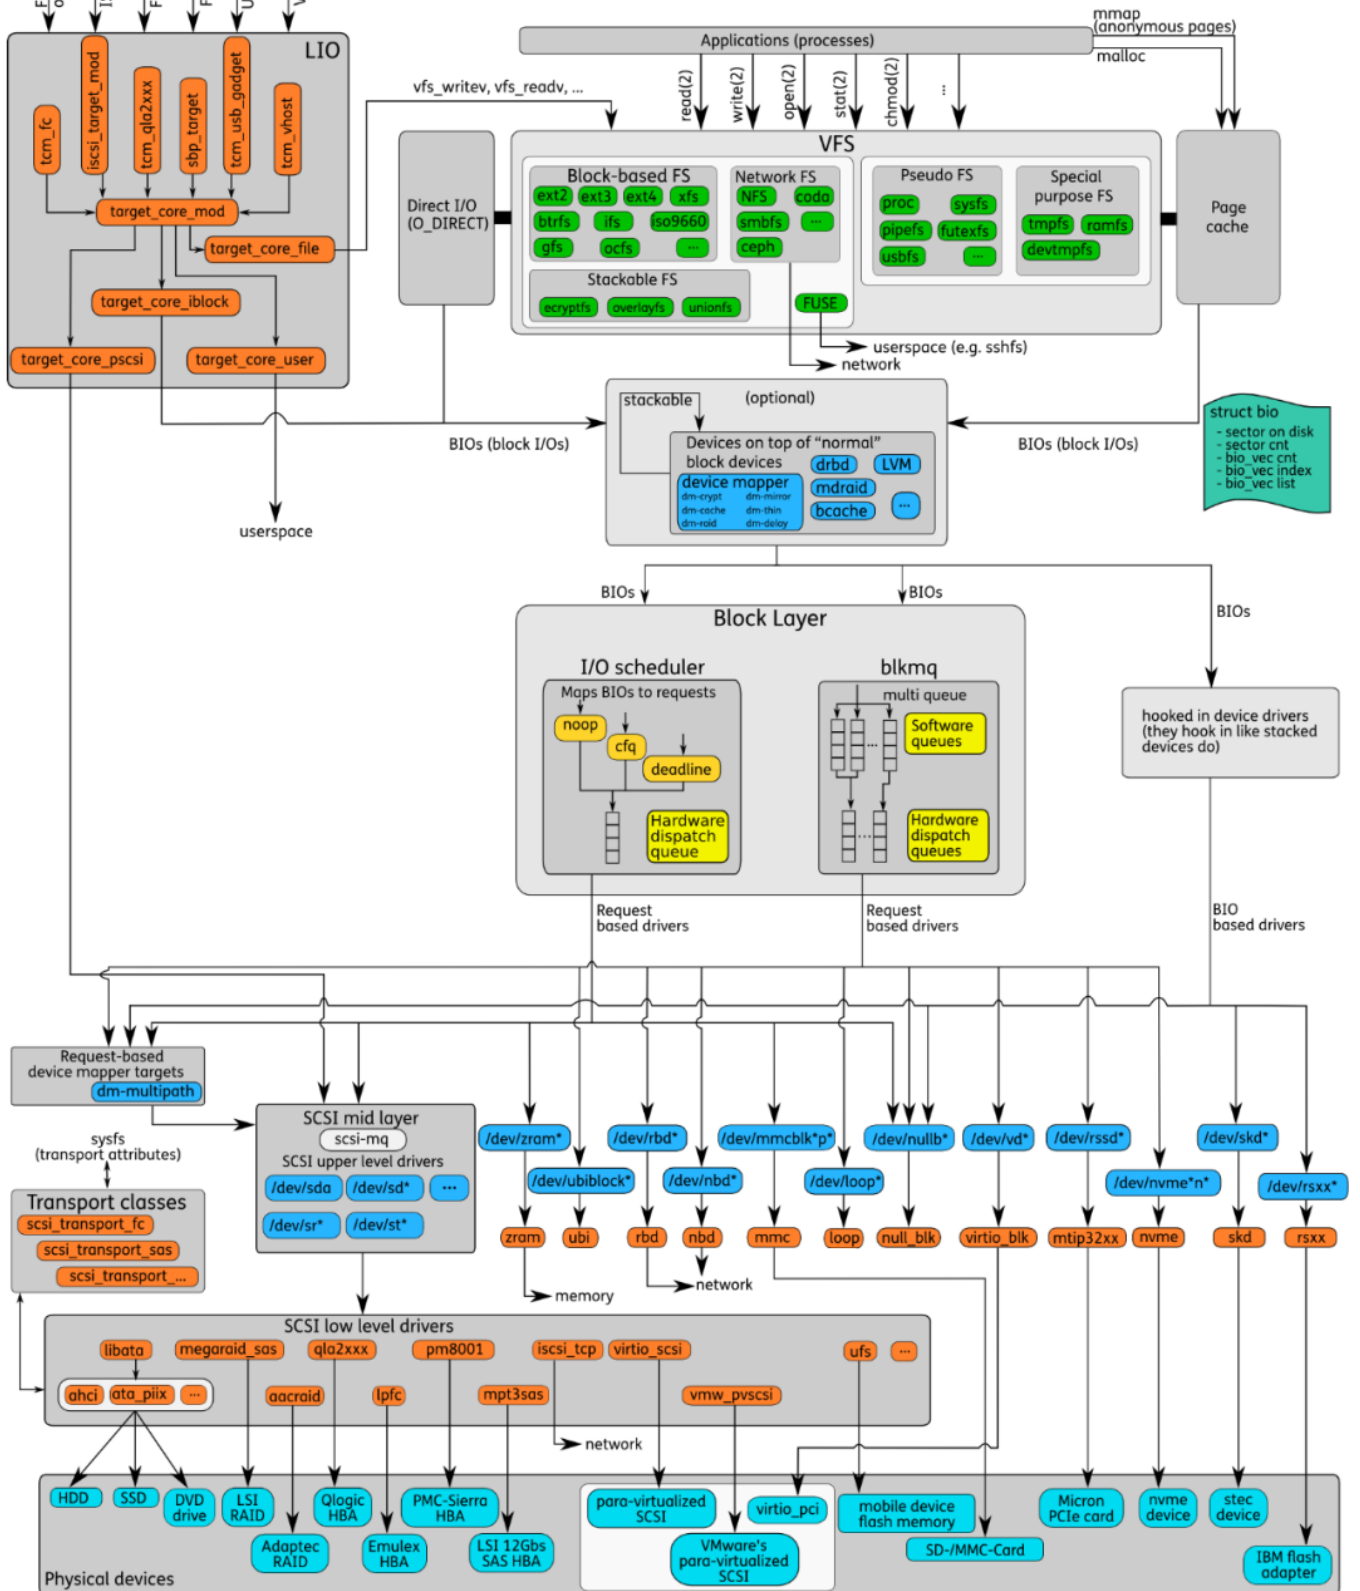 LIO
tcm_fc
iscsi_target_mod
tcm_qla2xxx
sbp_target
tcm_usb_gadget
tcm_vhost
target_core_mod
target_core_file
target_core_iblock
target_core_pscsi
target_core_user
userspace
vfs_writev, vfs_readv, ...
Applications (processes)
mmap
(anonymous pages)
malloc
read(2)
write(2)
open(2)
stat(2)
chmod(2)
...
Direct I/O
(O_DIRECT)
VFS
Block-based FS
ext2 ext3 ext4 xfs
btrfs ifs iso9660
gfs ocfs ...
Network FS
NFS coda
smbfs ...
ceph
Stackable FS
ecryptfs overlayfs unionfs
FUSE
Pseudo FS
proc sysfs
pipefs futexfs
usbfs ...
Special
purpose FS
tmpfs ramfs
devtmpfs
Page
cache
userspace (e.g. sshfs)
network
BIOs (block I/Os)
stackable
(optional)
Devices on top of “normal”
block devices
device mapper
dm-crypt dm-mirror
dm-cache dm-thin
dm-raid dm-delay
drbd LVM
mdraid
bcache ...
BIOs (block I/Os)
struct bio
- sector on disk
- sector cnt
- bio_vec cnt
- bio_vec index
- bio_vec list
BIOs
BIOs
BIOs
Block Layer
I/O scheduler
Maps BIOs to requests
noop
cfq
deadline
Hardware
dispatch
queue
blkmq
multi queue
...
Software
queues
Hardware
dispatch
queues
hooked in device drivers
(they hook in like stacked
devices do)
Request
based drivers
Request
based drivers
BIO
based drivers
Request-based
device mapper targets
dm-multipath
sysfs
(transport attributes)
Transport classes
scsi_transport_fc
scsi_transport_sas
scsi_transport_...
SCSI mid layer
scsi-mq
SCSI upper level drivers
/dev/sda /dev/sd* ...
/dev/sr* /dev/st*
/dev/zram* /dev/rbd* /dev/mmcblk*p* /dev/nullb* /dev/vd* /dev/rssd* /dev/skd*
/dev/ubiblock* /dev/nbd* /dev/loop* /dev/nvme*n* /dev/rsxx*
zram ubi rbd nbd mmc loop null_blk virtio_blk mtip32xx nvme skd rsxx
memory
network
SCSI low level drivers
libata megaraid_sas qla2xxx pm8001 iscsi_tcp virtio_scsi ufs ...
ahci ata_piix ... aacraid lpfc mpt3sas vmw_pvscsi
network
HDD SSD DVD
drive
LSI
RAID
Adaptec
RAID
Qlogic
HBA
Emulex
HBA
PMC-Sierra
HBA
LSI 12Gbs
SAS HBA
para-virtualized
SCSI
VMware's
para-virtualized
SCSI
virtio_pci
mobile device
flash memory
SD-/MMC-Card
Micron
PCIe card
nvme
device
stec
device
IBM flash
adapter
Physical devices